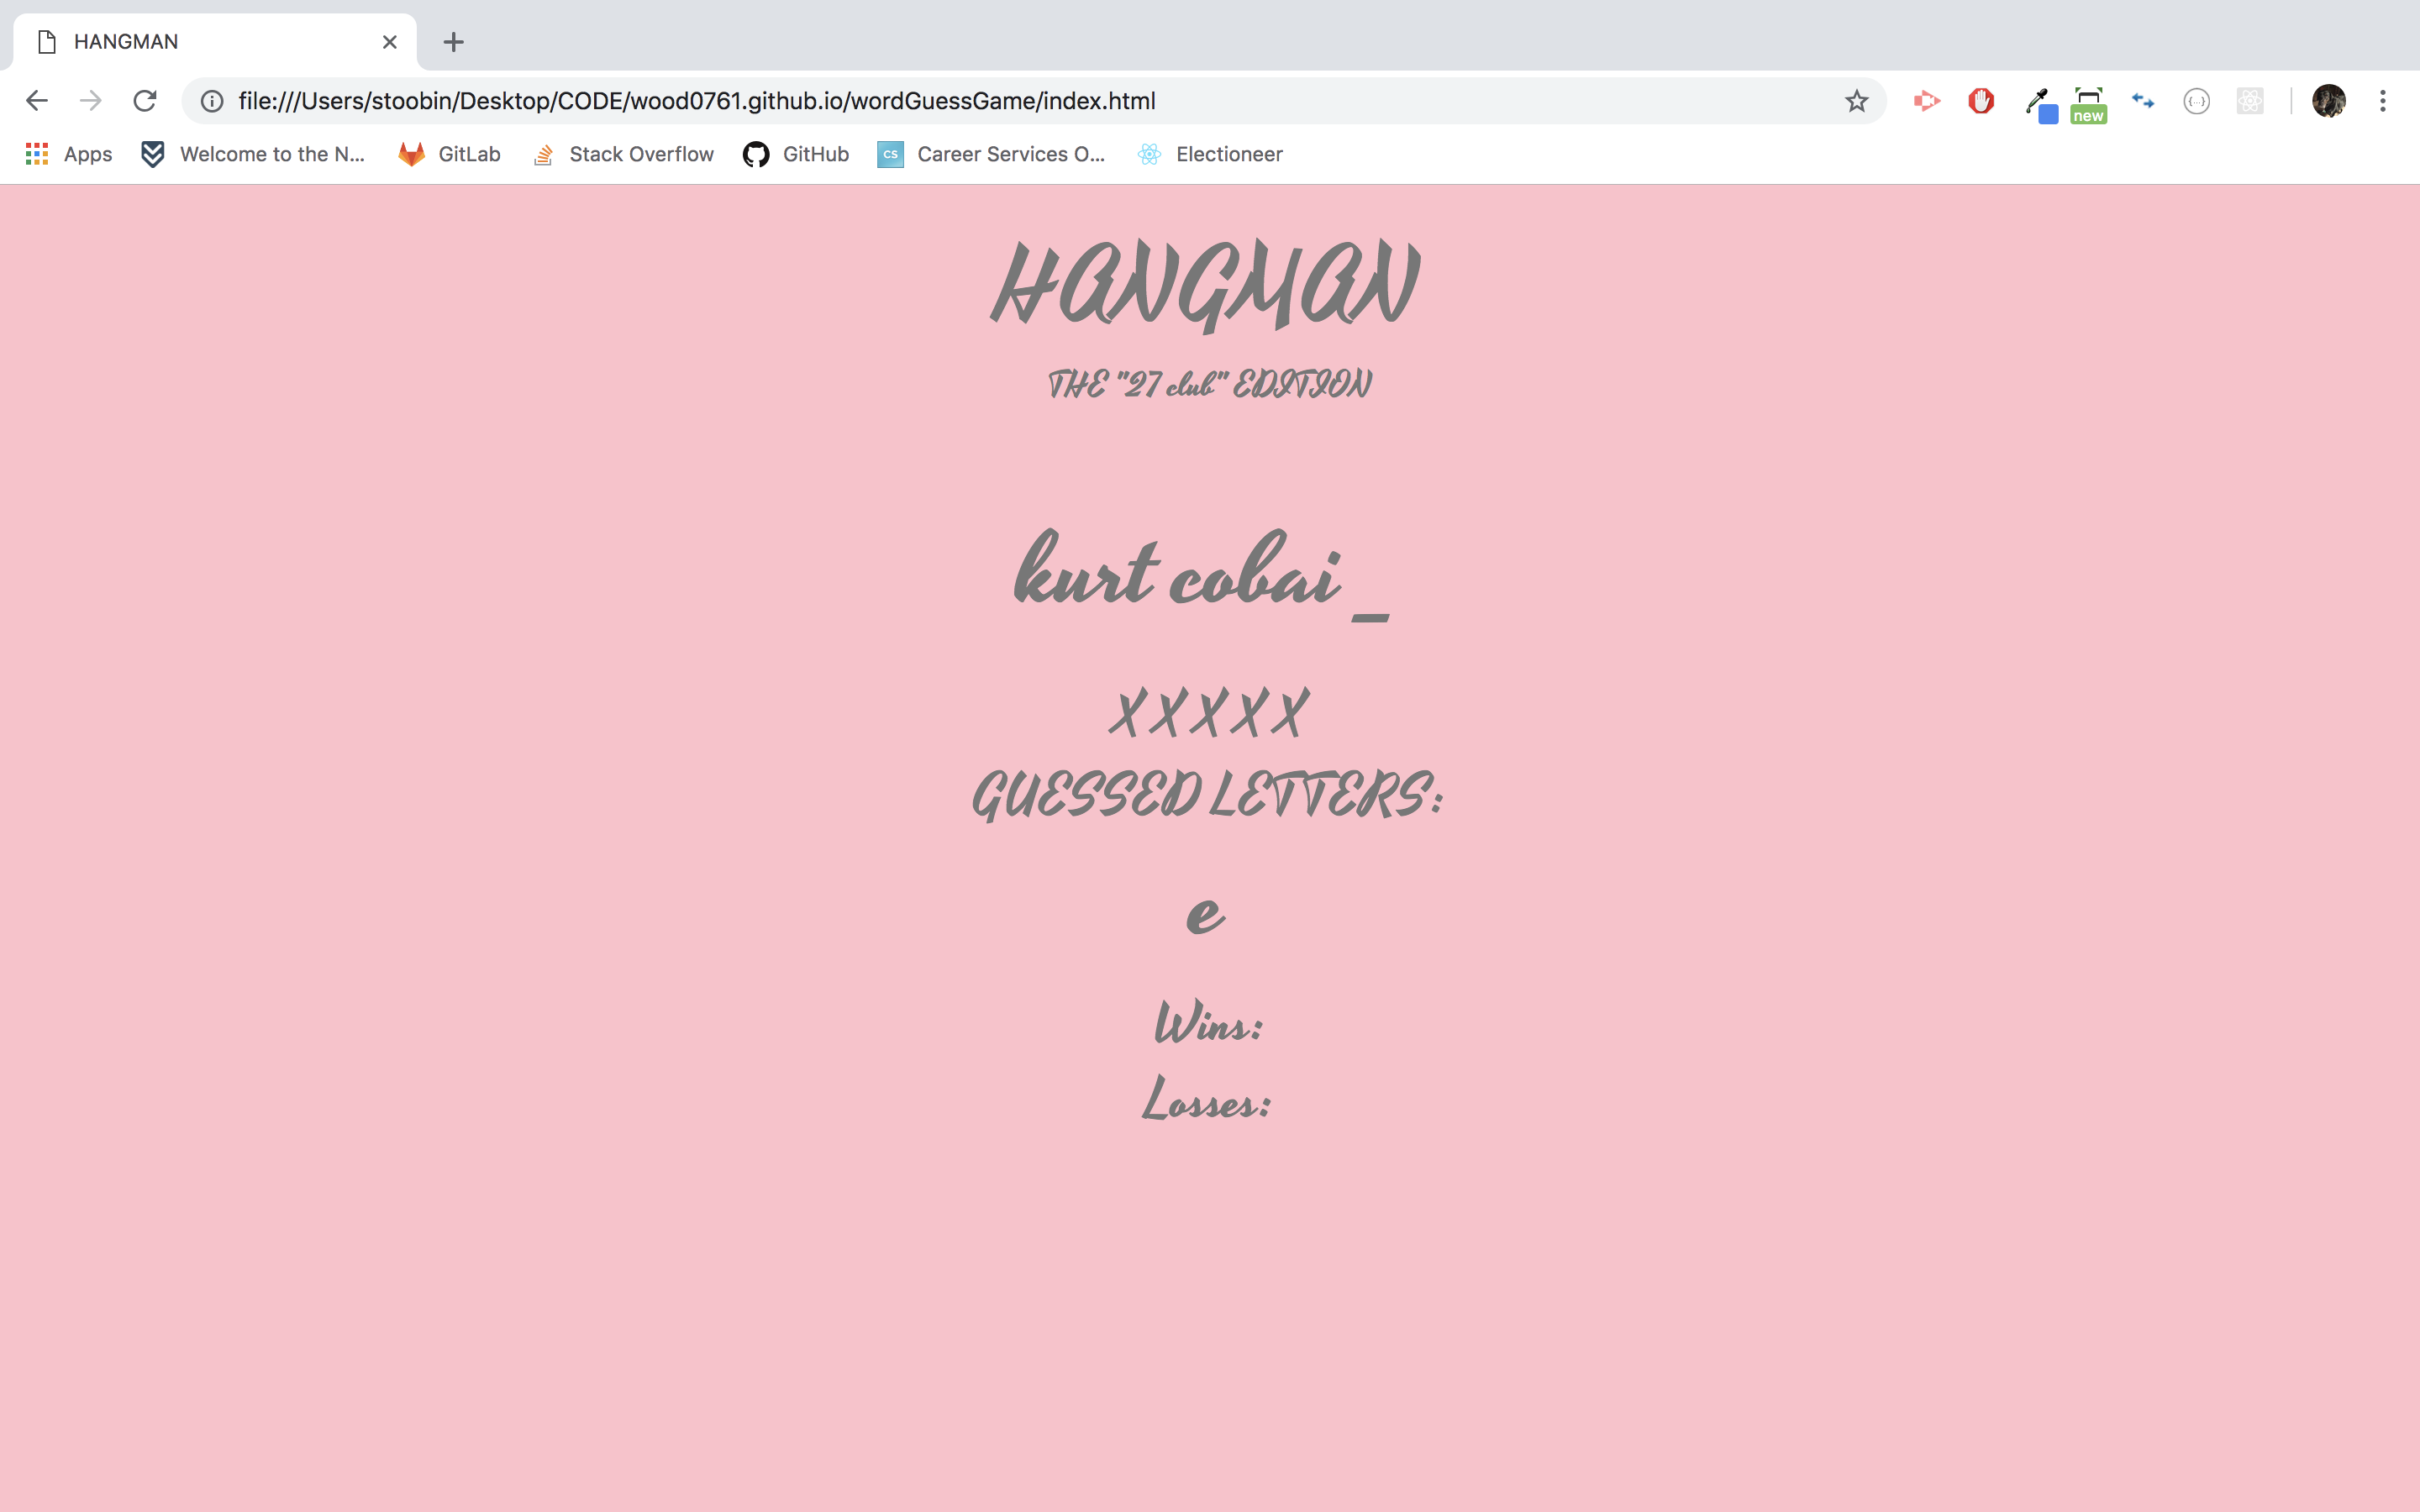 HANGMAN
file:///Users/stoobin/Desktop/CODE/wood0761.github.io/wordGuessGame/index.html
new
Apps Welcome to the N... GitLab Stack Overflow GitHub CS Career Services O... Electioneer
HANGMAN
THE "27 club" EDITION
kurt cobai _
X X X X X
GUESSED LETTERS:
e
Wins:
Losses: